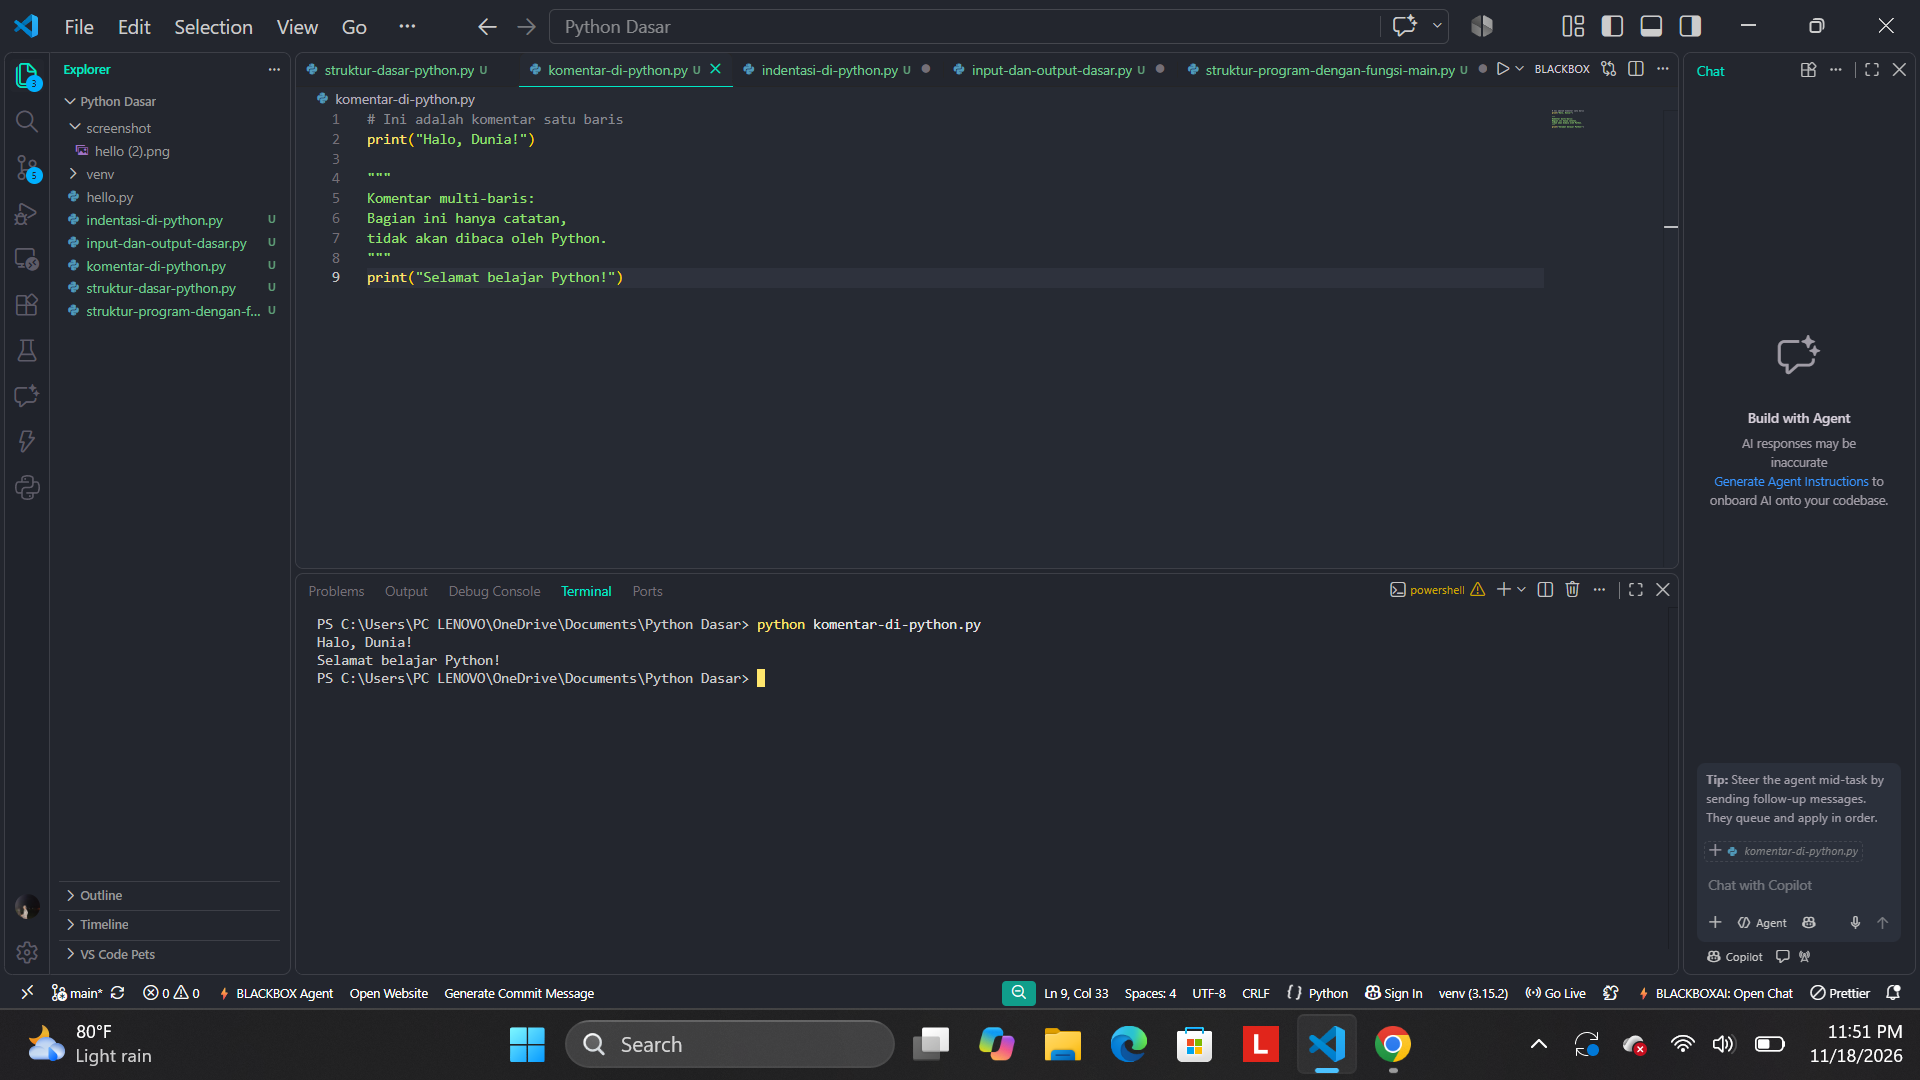 File Edit Selection View Go ···
Python Dasar
Explorer
Python Dasar
screenshot
hello (2).png
venv
hello.py
indentasi-di-python.py U
input-dan-output-dasar.py U
komentar-di-python.py U
struktur-dasar-python.py U
struktur-program-dengan-f... U
Outline
Timeline
VS Code Pets
3
5
struktur-dasar-python.py U komentar-di-python.py U indentasi-di-python.py U input-dan-output-dasar.py U struktur-program-dengan-fungsi-main.py U BLACKBOX
komentar-di-python.py
1 # Ini adalah komentar satu baris
2 print("Halo, Dunia!")
3
4 """
5 Komentar multi-baris:
6 Bagian ini hanya catatan,
7 tidak akan dibaca oleh Python.
8 """
9 print("Selamat belajar Python!")
Problems Output Debug Console Terminal Ports
powershell
PS C:\Users\PC LENOVO\OneDrive\Documents\Python Dasar> python komentar-di-python.py
Halo, Dunia!
Selamat belajar Python!
PS C:\Users\PC LENOVO\OneDrive\Documents\Python Dasar>
Chat
Build with Agent
AI responses may be
inaccurate
Generate Agent Instructions to
onboard AI onto your codebase.
Tip: Steer the agent mid-task by
sending follow-up messages.
They queue and apply in order.
komentar-di-python.py
Chat with Copilot
Agent
Copilot
main* 0 0 BLACKBOX Agent Open Website Generate Commit Message Ln 9, Col 33 Spaces: 4 UTF-8 CRLF Python Sign In venv (3.15.2) Go Live BLACKBOXAI: Open Chat Prettier
80°F
Light rain
Search
L
11:51 PM
11/18/2026